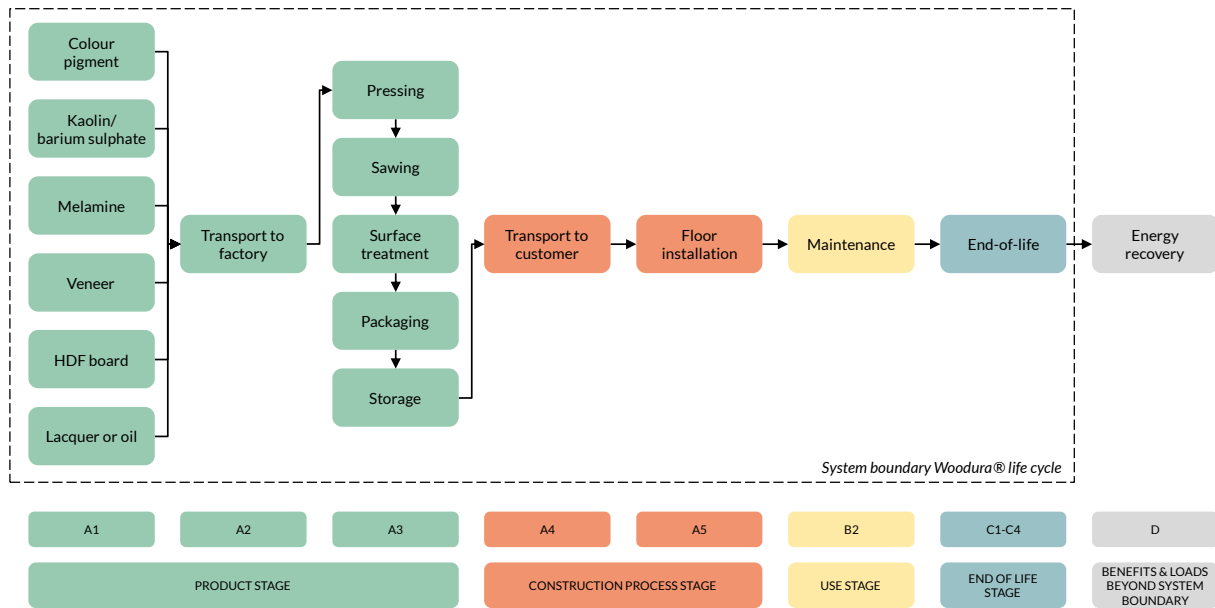 Colour
pigment
Kaolin/
barium sulphate
Melamine
Veneer
HDF board
Lacquer or oil
Transport to
factory
Pressing
Sawing
Surface
treatment
Packaging
Storage
Transport to
customer
Floor
installation
Maintenance
End-of-life
Energy
recovery
System boundary Woodura® life cycle
A1
A2
A3
A4
A5
B2
C1-C4
D
PRODUCT STAGE
CONSTRUCTION PROCESS STAGE
USE STAGE
END OF LIFE
STAGE
BENEFITS & LOADS
BEYOND SYSTEM
BOUNDARY